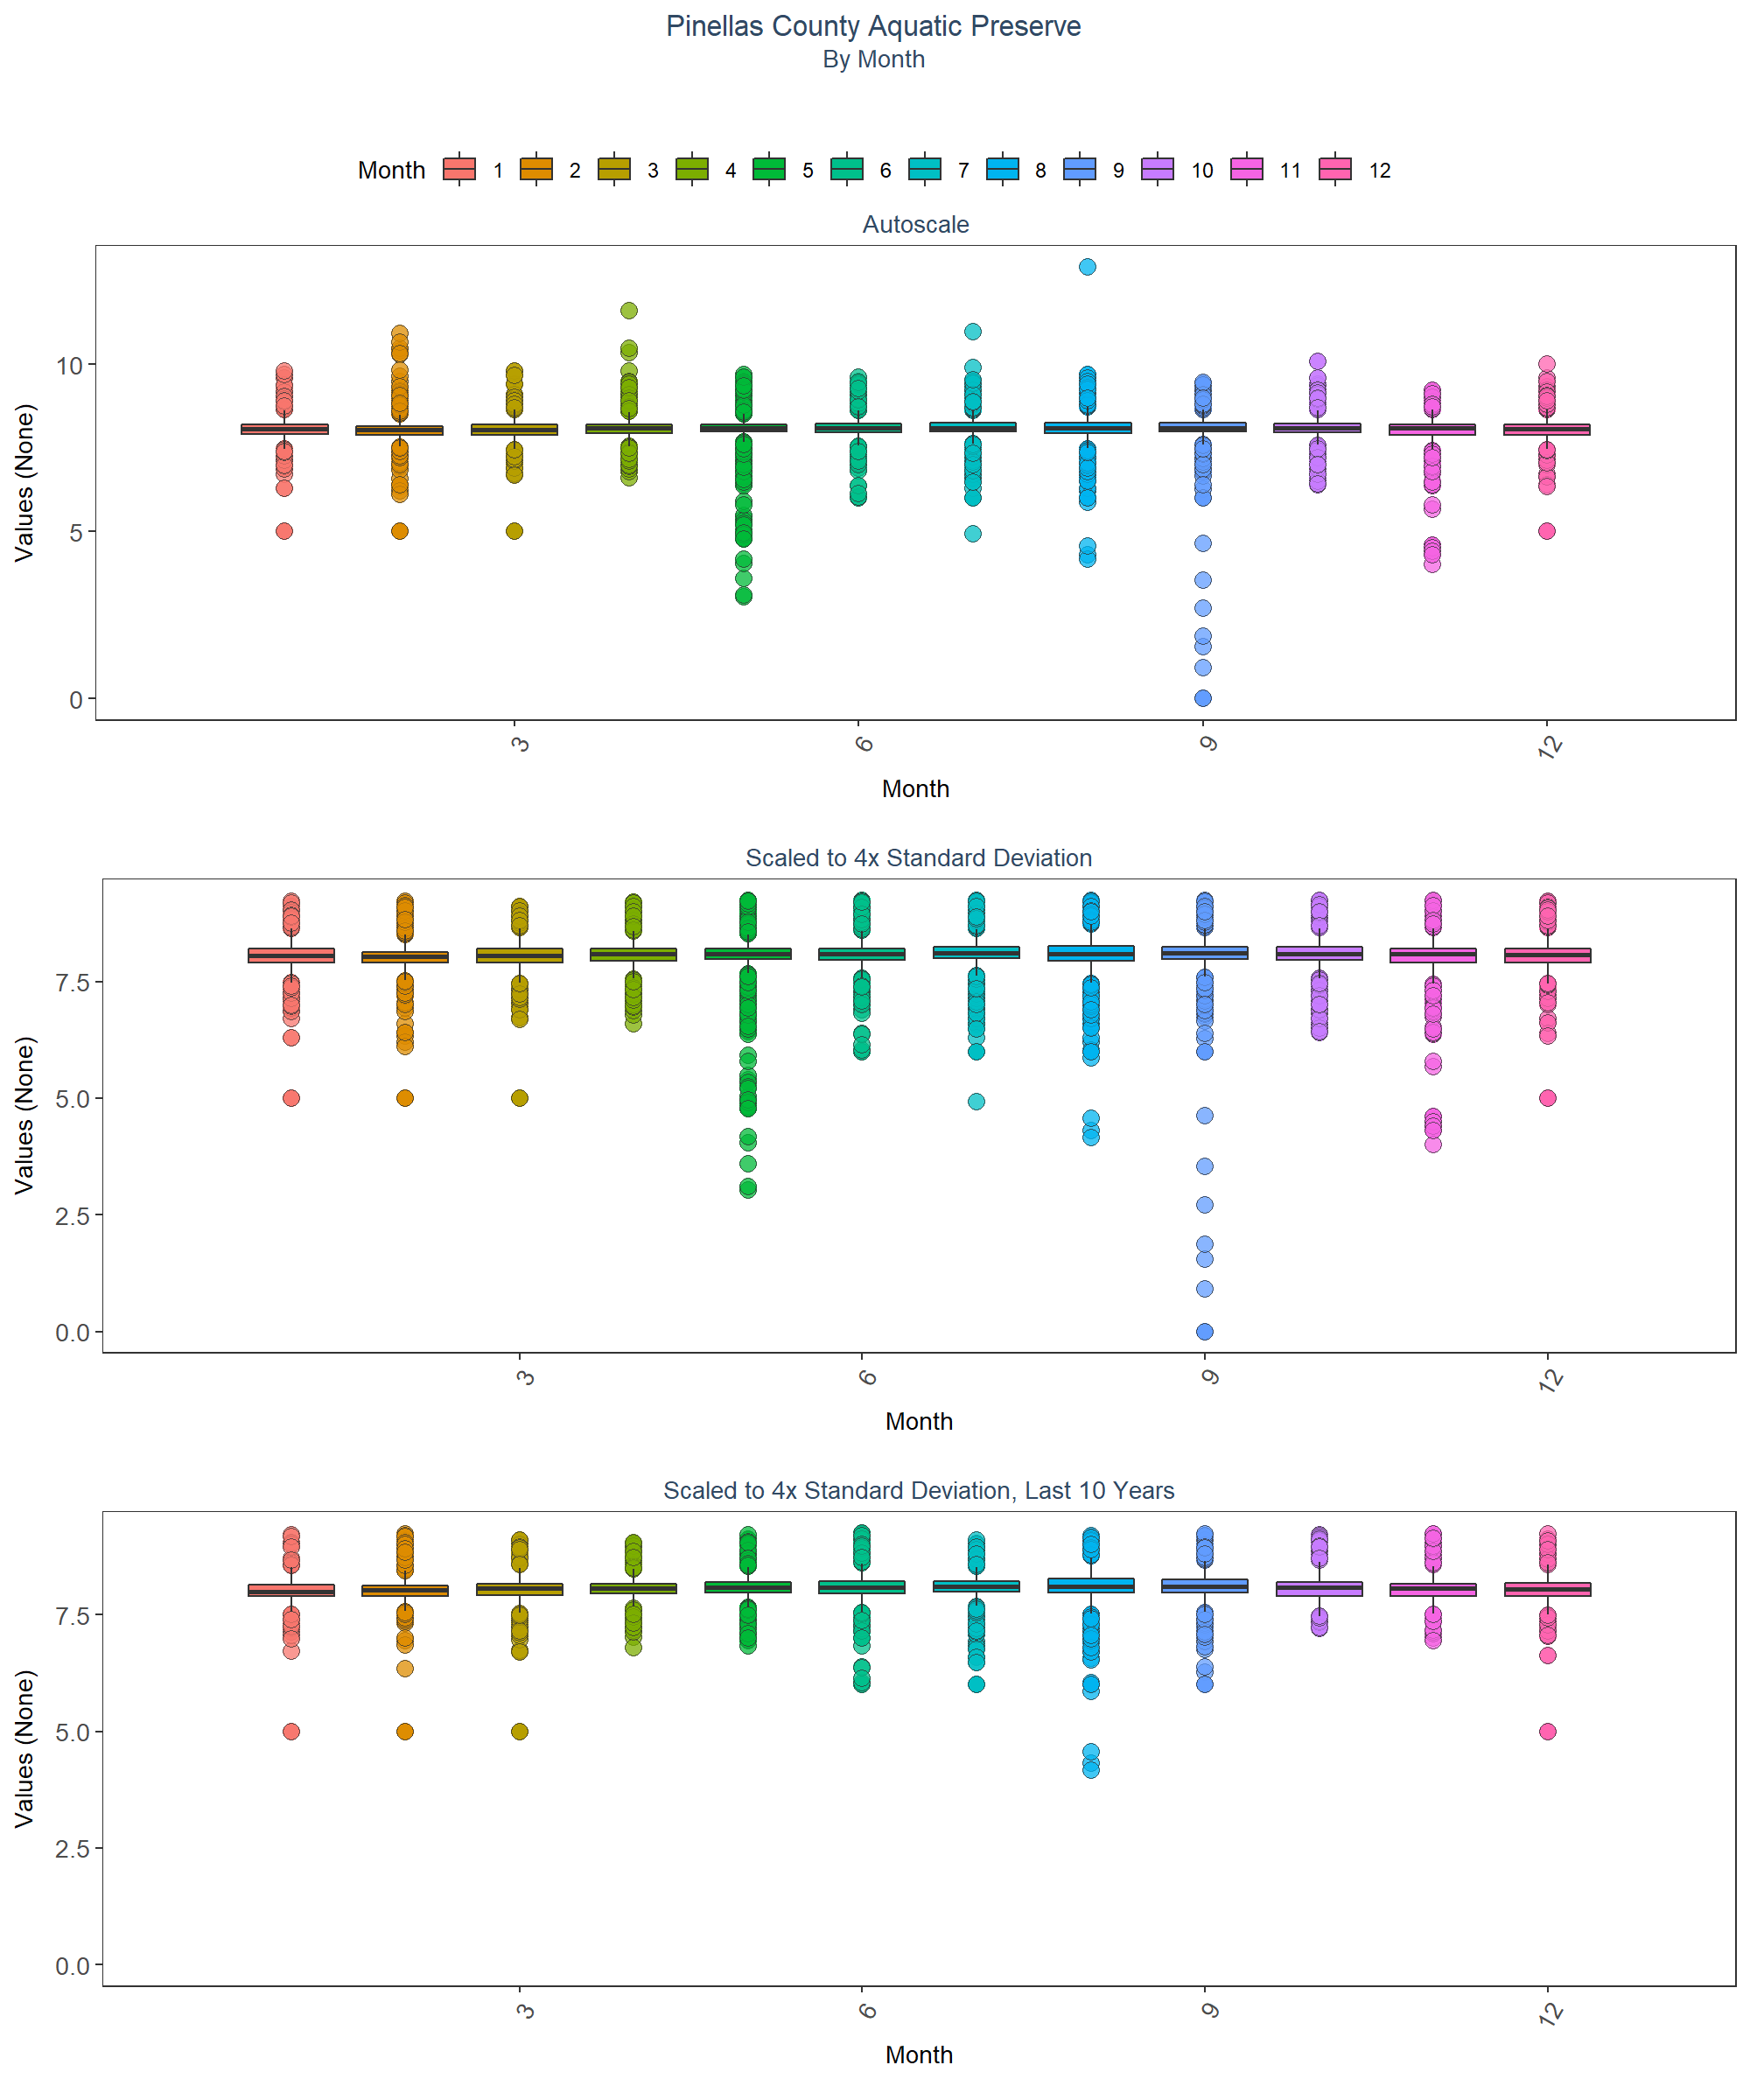 Pinellas County Aquatic Preserve
By Month
Month 1 2 3 4 5 6 7 8 9 10 11 12
Autoscale
Values (None)
10
5
0
3 6 9 12
Month
Scaled to 4x Standard Deviation
Values (None)
7.5
5.0
2.5
0.0
3 6 9 12
Month
Scaled to 4x Standard Deviation, Last 10 Years
Values (None)
7.5
5.0
2.5
0.0
3 6 9 12
Month